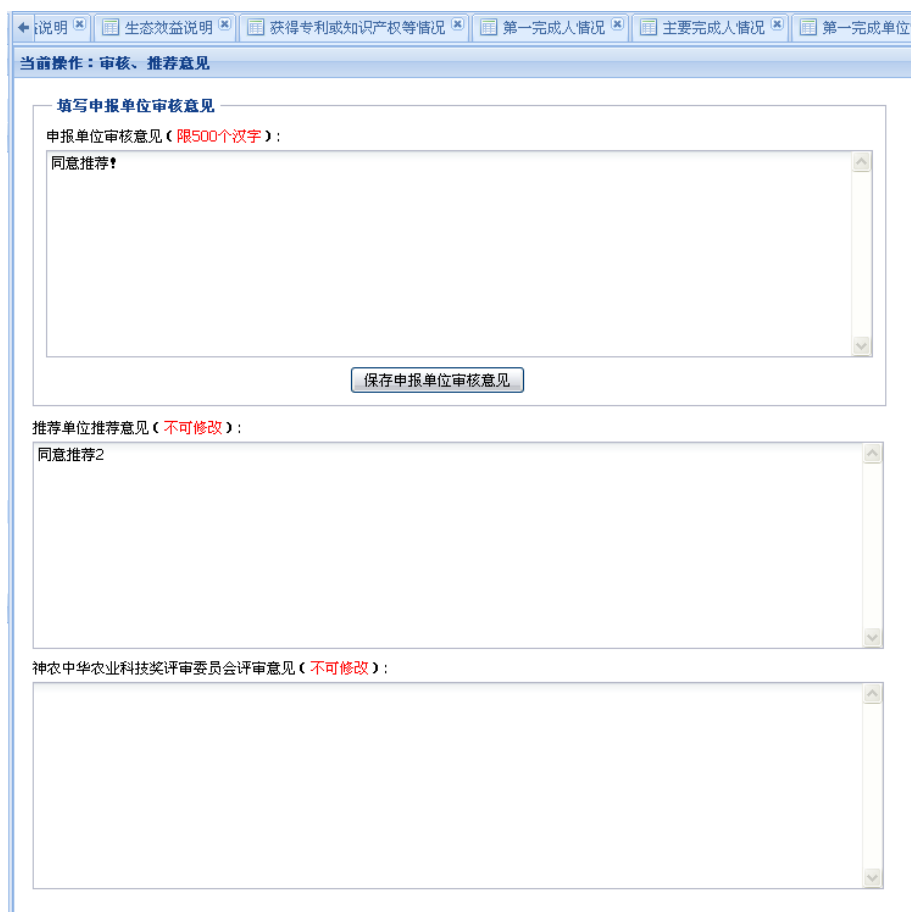 说明 生态效益说明 获得专利或知识产权等情况 第一完成人情况 主要完成人情况 第一完成单位
当前操作：审核、推荐意见
填写申报单位审核意见
申报单位审核意见(限500个汉字)：
同意推荐！
保存申报单位审核意见
推荐单位推荐意见(不可修改)：
同意推荐2
神农中华农业科技奖评审委员会评审意见(不可修改)：